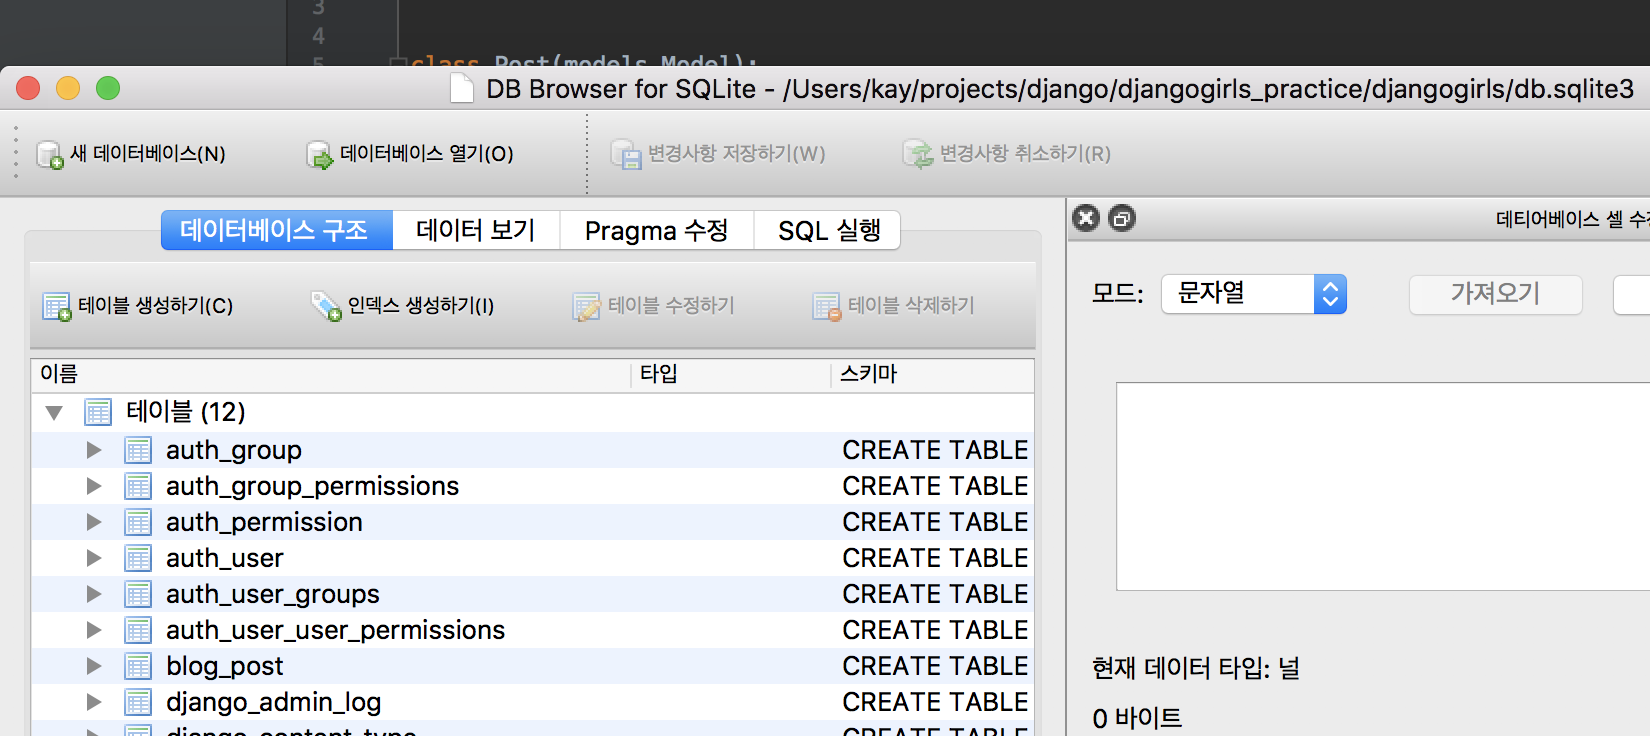 3
4
5 class Post(models.Model):
DB Browser for SQLite - /Users/kay/projects/django/djangogirls_practice/djangogirls/db.sqlite3
새 데이터베이스(N) 데이터베이스 열기(O) 변경사항 저장하기(W) 변경사항 취소하기(R)
데이터베이스 구조 데이터 보기 Pragma 수정 SQL 실행
데티어베이스 셀 수정
테이블 생성하기(C) 인덱스 생성하기(I) 테이블 수정하기 테이블 삭제하기
모드: 문자열 가져오기
이름 타입 스키마
테이블 (12)
auth_group CREATE TABLE
auth_group_permissions CREATE TABLE
auth_permission CREATE TABLE
auth_user CREATE TABLE
auth_user_groups CREATE TABLE
auth_user_user_permissions CREATE TABLE
blog_post CREATE TABLE
django_admin_log CREATE TABLE
django_content_type
현재 데이터 타입: 널
0 바이트